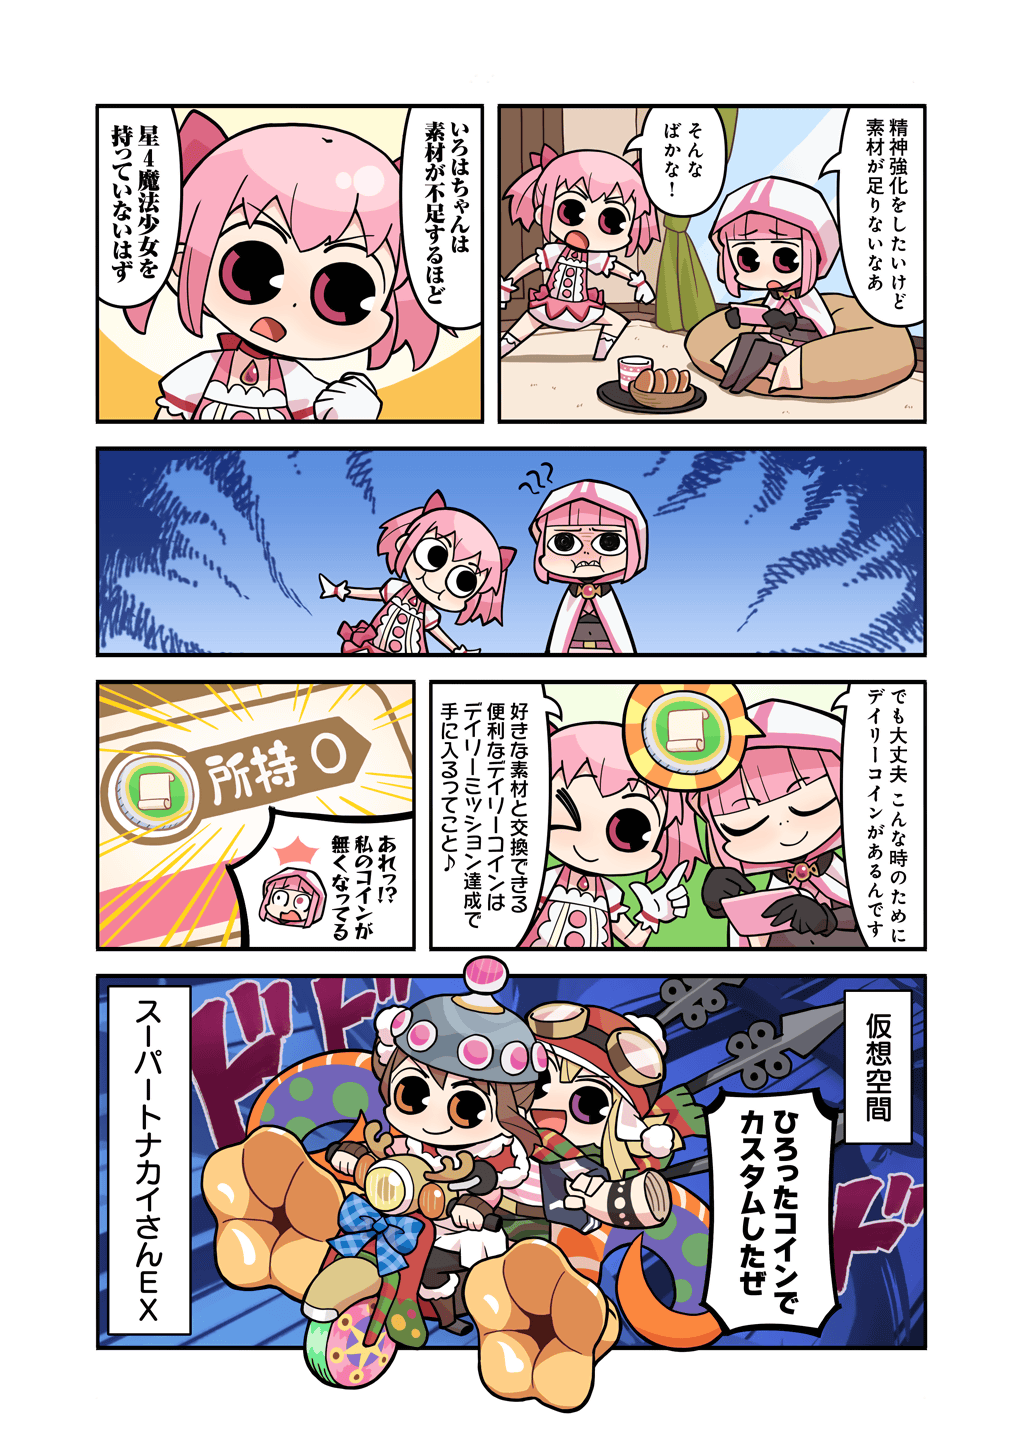 精神強化をしたいけど
素材が足りないなあ
そんな
ばかな！
いろはちゃんは
素材が不足するほど
星4魔法少女を
持っていないはず
???
でも大丈夫 こんな時のために
デイリーコインがあるんです
好きな素材と交換できる
便利なデイリーコインは
デイリーミッション達成で
手に入るってこと♪
所持 0
あれっ!?
私のコインが
無くなってる
仮想空間
ひろったコインで
カスタムしたぜ
ドドド
ドド
スーパートナカイさんEX